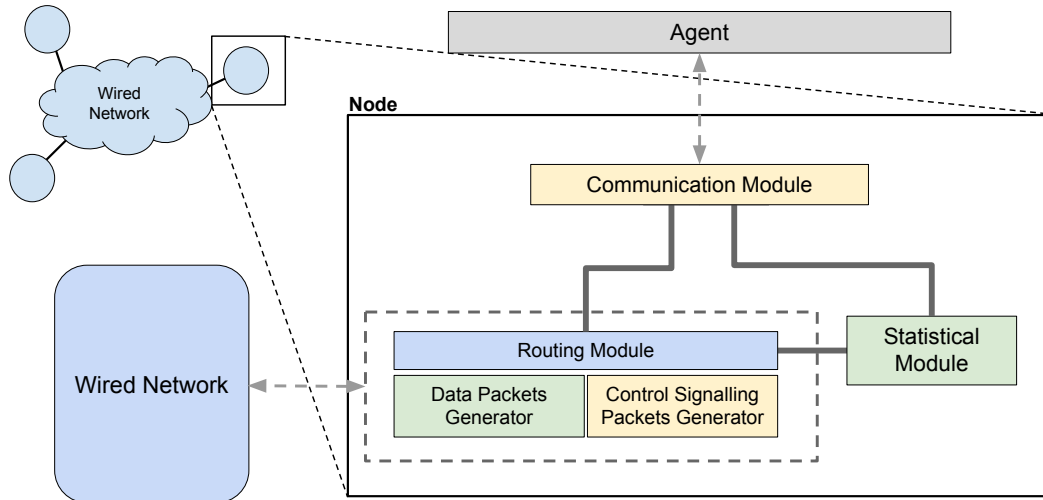 Agent
Wired
Network
Node
Communication Module
Routing Module
Statistical
Module
Wired Network
Data Packets
Generator
Control Signalling
Packets Generator